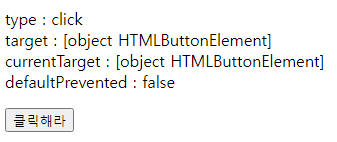 type : click
target : [object HTMLButtonElement]
currentTarget : [object HTMLButtonElement]
defaultPrevented : false
클릭해라